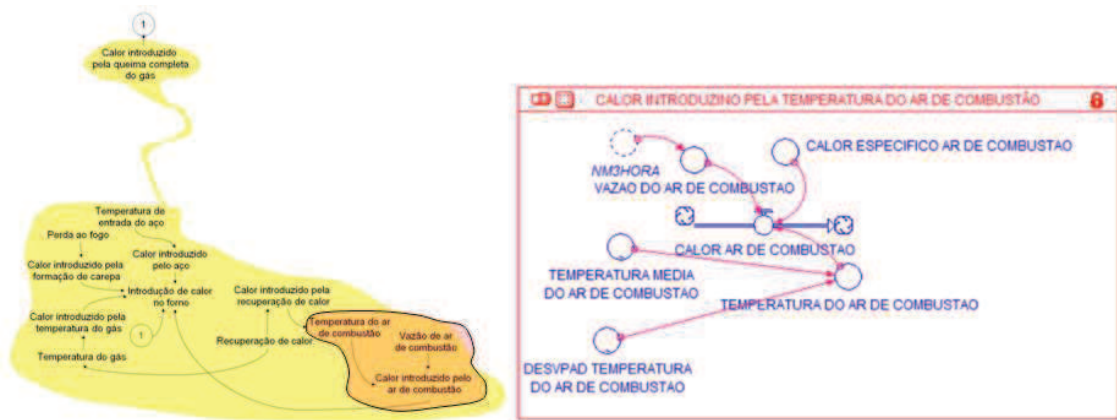 1
Calor introduzido
pela queima completa
do gás
Temperatura de
entrada do aço
Perda ao fogo
Calor introduzido
pelo aço
Calor introduzido pela
formação de carepa
Introdução de calor
no forno
Calor introduzido pela
recuperação de calor
Calor introduzido pela
temperatura do gás
1
Temperatura do ar
de combustão
Vazão do ar
de combustão
Temperatura do gás
Recuperação de calor
Calor introduzido pelo
ar de combustão
CALOR INTRODUZINO PELA TEMPERATURA DO AR DE COMBUSTÃO
NM3HORA
CALOR ESPECIFICO AR DE COMBUSTAO
VAZAO DO AR DE COMBUSTAO
CALOR AR DE COMBUSTAO
TEMPERATURA MEDIA
DO AR DE COMBUSTAO
TEMPERATURA DO AR DE COMBUSTAO
DESVPAD TEMPERATURA
DO AR DE COMBUSTAO